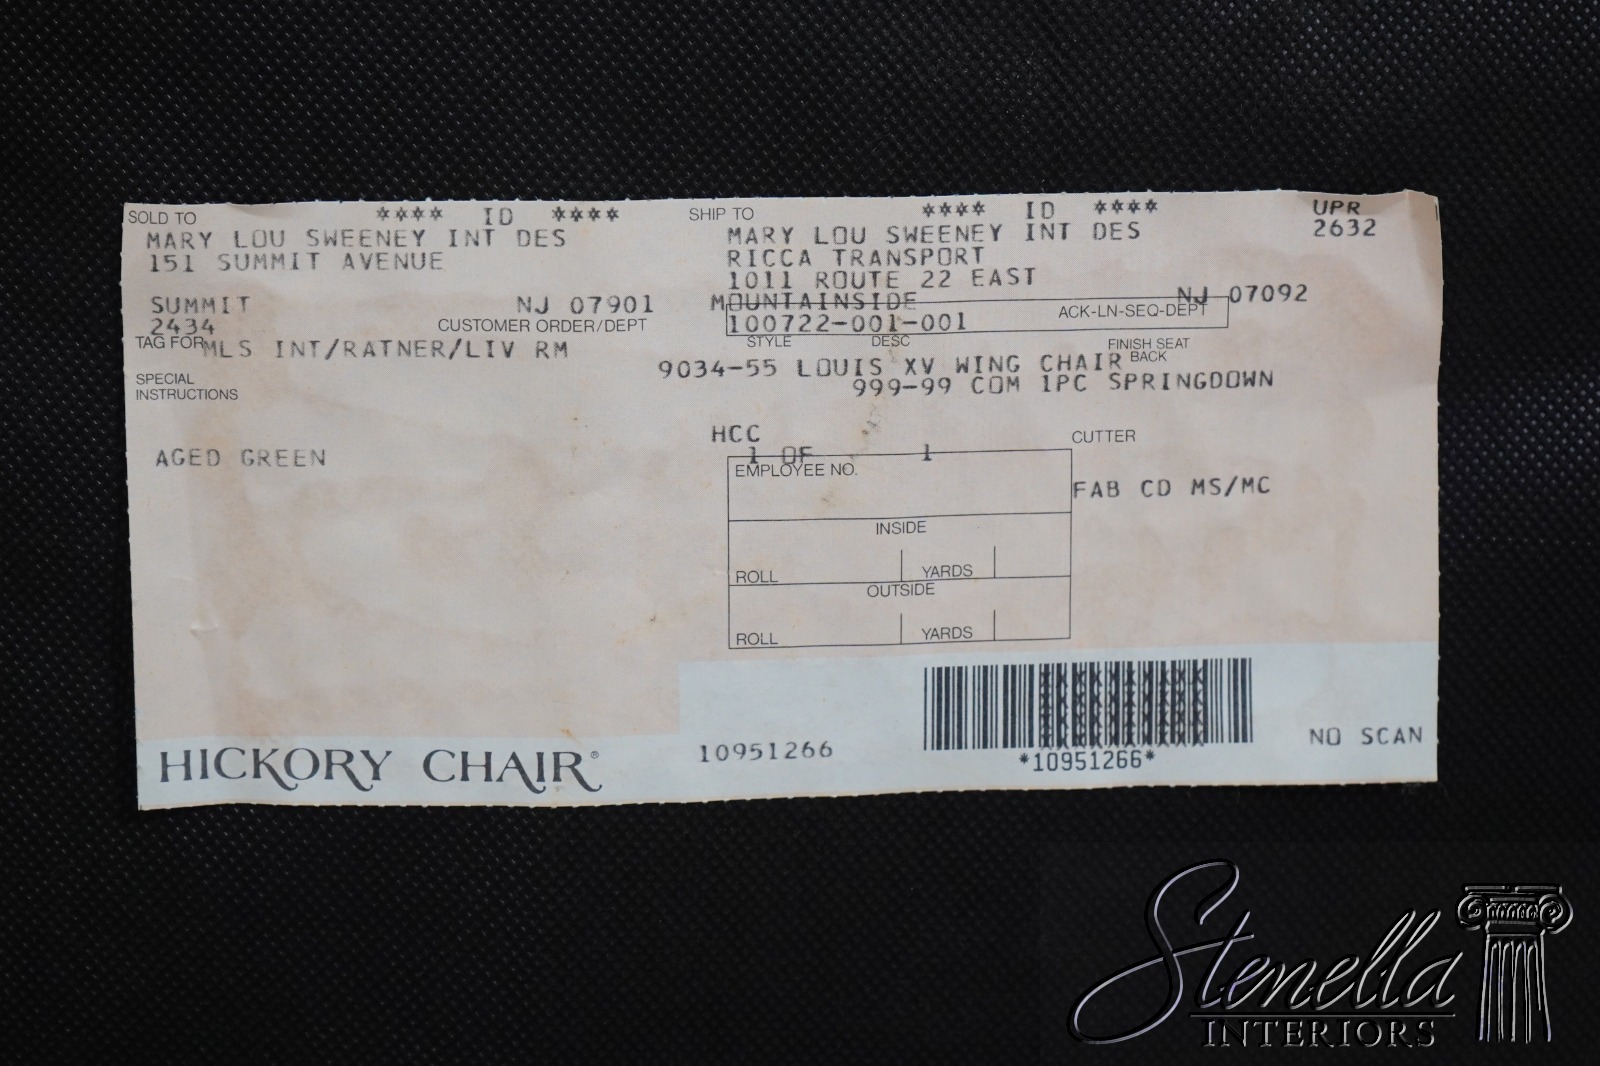 SOLD TO **** ID ****
MARY LOU SWEENEY INT DES
151 SUMMIT AVENUE
SUMMIT NJ 07901
2434 CUSTOMER ORDER/DEPT
TAG FOR MLS INT/RATNER/LIV RM
SPECIAL
INSTRUCTIONS
AGED GREEN
SHIP TO **** ID **** UPR
MARY LOU SWEENEY INT DES 2632
RICCA TRANSPORT
1011 ROUTE 22 EAST
MOUNTAINSIDE NJ 07092
100722-001-001 ACK-LN-SEQ-DEPT
STYLE DESC FINISH SEAT
BACK
9034-55 LOUIS XV WING CHAIR
999-99 COM 1PC SPRINGDOWN
HCC
1 OF 1
CUTTER
EMPLOYEE NO.
FAB CD MS/MC
INSIDE
ROLL YARDS
OUTSIDE
ROLL YARDS
HICKORY CHAIR®
10951266
*10951266*
NO SCAN
Stenella
INTERIORS